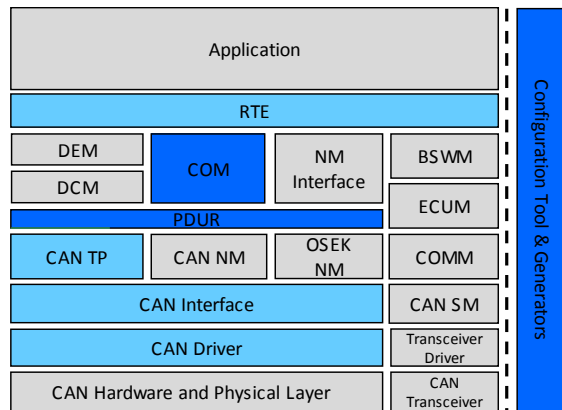 Application
RTE
DEM
DCM
COM
NM
Interface
BSWM
ECUM
PDUR
CAN TP
CAN NM
OSEK
NM
COMM
CAN Interface
CAN SM
CAN Driver
Transceiver
Driver
CAN Hardware and Physical Layer
CAN
Transceiver
Configuration Tool & Generators